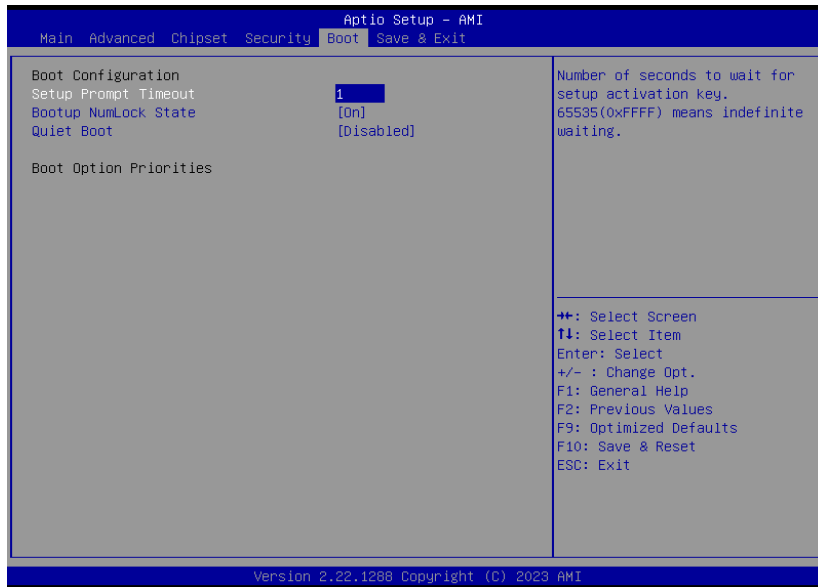 Aptio Setup - AMI
Main Advanced Chipset Security Boot Save & Exit
Boot Configuration
Setup Prompt Timeout 1
Bootup NumLock State [On]
Quiet Boot [Disabled]
Boot Option Priorities
Number of seconds to wait for
setup activation key.
65535(0xFFFF) means indefinite
waiting.
→←: Select Screen
↑↓: Select Item
Enter: Select
+/- : Change Opt.
F1: General Help
F2: Previous Values
F9: Optimized Defaults
F10: Save & Reset
ESC: Exit
Version 2.22.1288 Copyright (C) 2023 AMI